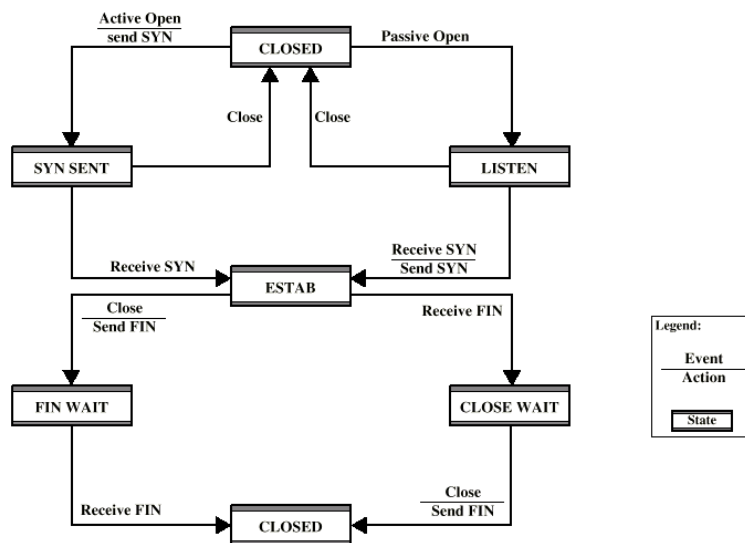 Active Open
send SYN
CLOSED
Passive Open
Close
Close
SYN SENT
LISTEN
Receive SYN
Receive SYN
Send SYN
ESTAB
Close
Send FIN
Receive FIN
Legend:
Event
Action
State
FIN WAIT
CLOSE WAIT
Receive FIN
Close
Send FIN
CLOSED